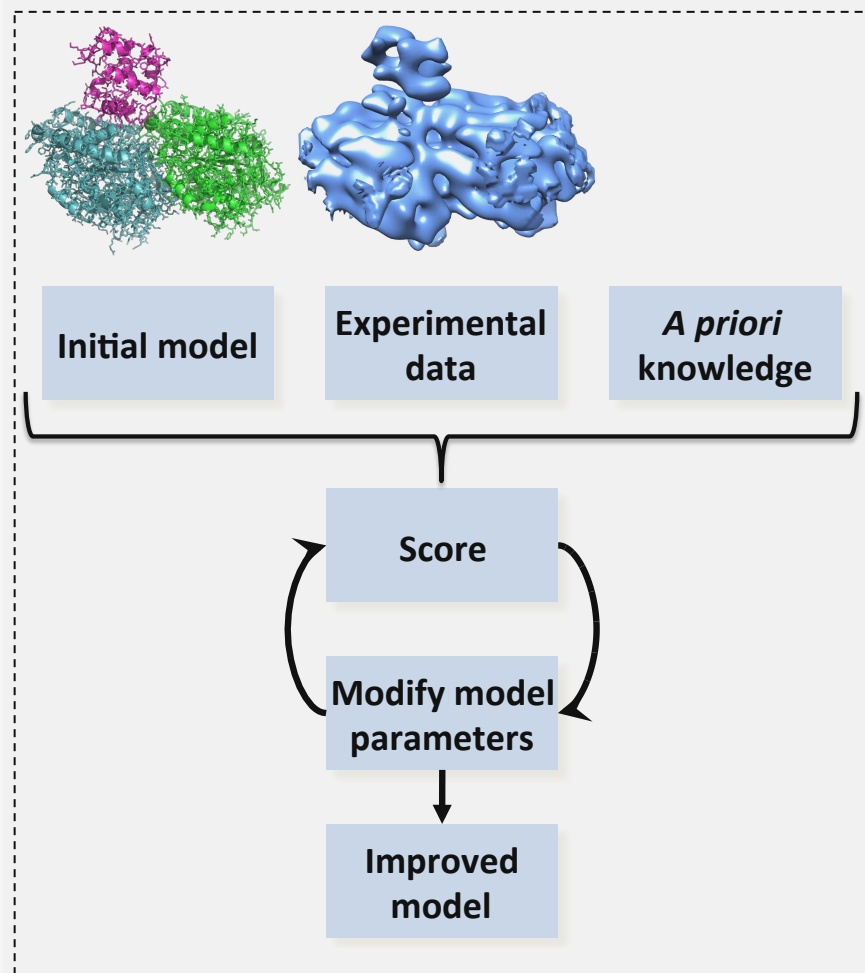 Initial model
Experimental
data
A priori
knowledge
Score
Modify model
parameters
Improved
model